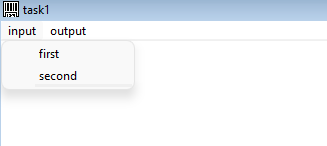 task1
input output
first
second